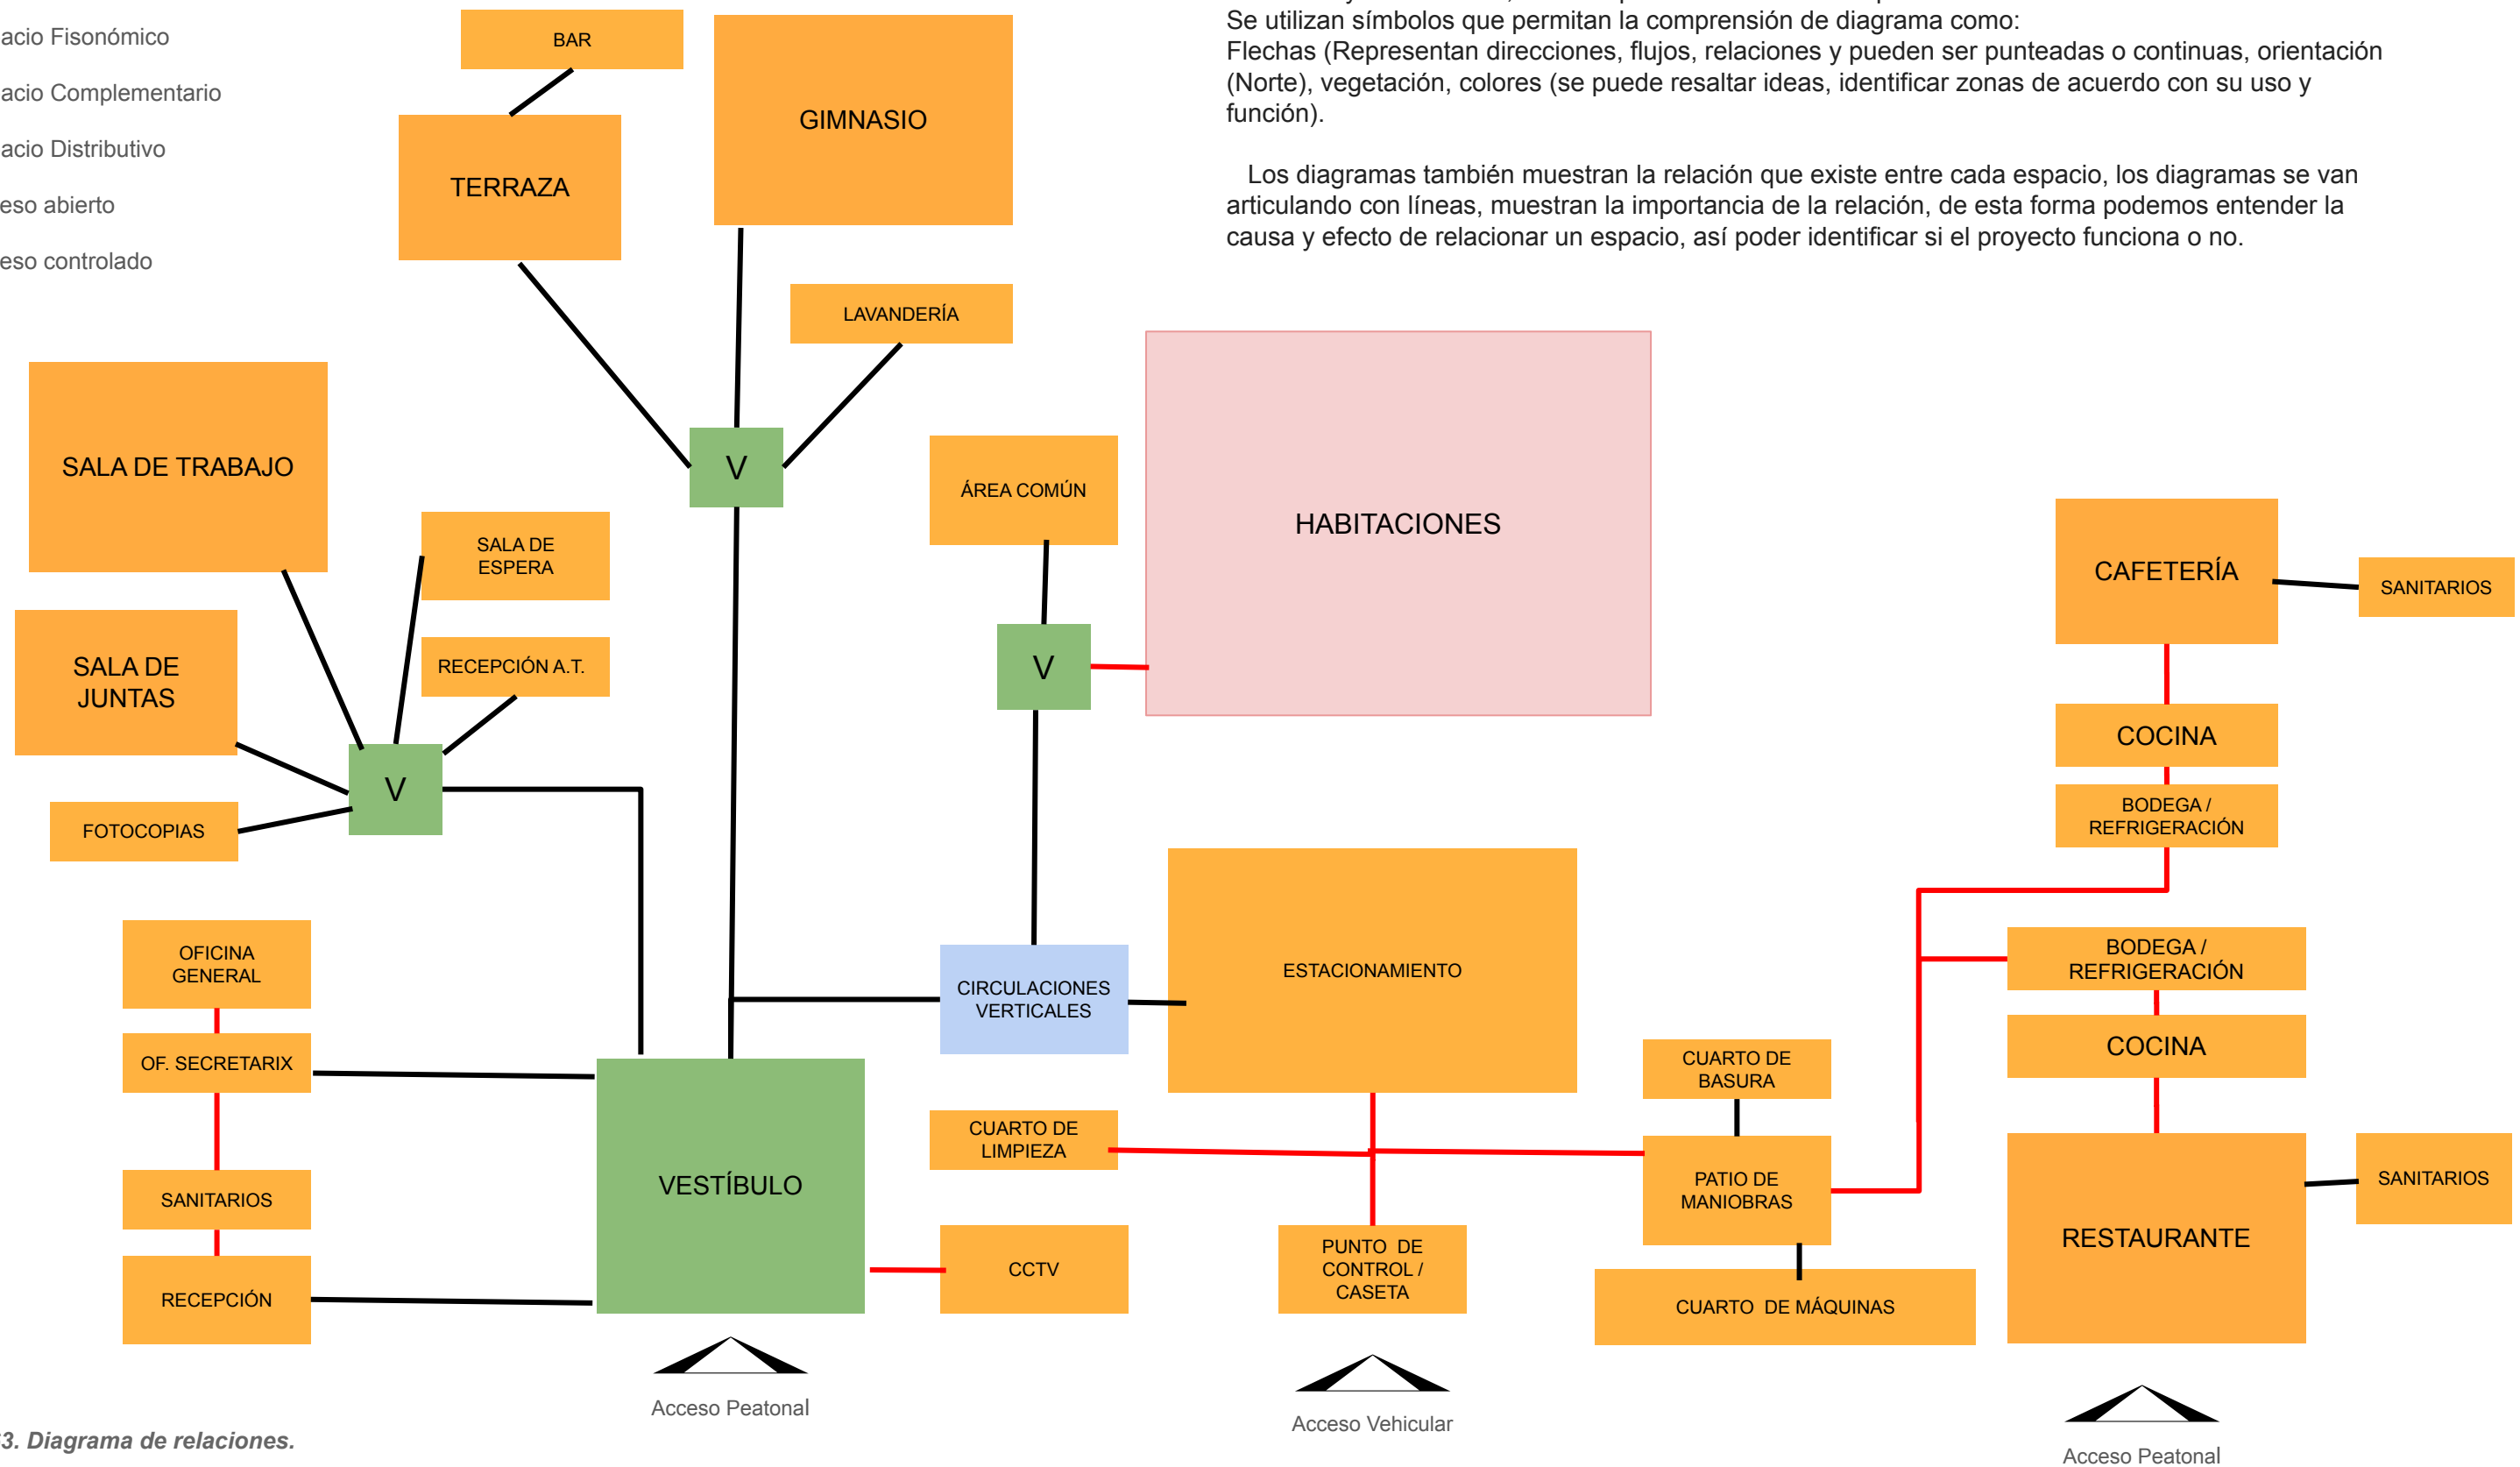 Se utilizan símbolos que permitan la comprensión de diagrama como:
Flechas (Representan direcciones, flujos, relaciones y pueden ser punteadas o continuas, orientación
(Norte), vegetación, colores (se puede resaltar ideas, identificar zonas de acuerdo con su uso y
función).
Los diagramas también muestran la relación que existe entre cada espacio, los diagramas se van
articulando con líneas, muestran la importancia de la relación, de esta forma podemos entender la
causa y efecto de relacionar un espacio, así poder identificar si el proyecto funciona o no.
acio Fisonómico
acio Complementario
acio Distributivo
eso abierto
eso controlado
BAR
TERRAZA
GIMNASIO
LAVANDERÍA
V
SALA DE TRABAJO
SALA DE
ESPERA
SALA DE
JUNTAS
RECEPCIÓN A.T.
V
FOTOCOPIAS
ÁREA COMÚN
HABITACIONES
V
CAFETERÍA
SANITARIOS
COCINA
BODEGA /
REFRIGERACIÓN
OFICINA
GENERAL
OF. SECRETARIX
SANITARIOS
RECEPCIÓN
VESTÍBULO
CIRCULACIONES
VERTICALES
ESTACIONAMIENTO
CUARTO DE
LIMPIEZA
CCTV
PUNTO DE
CONTROL /
CASETA
CUARTO DE
BASURA
PATIO DE
MANIOBRAS
CUARTO DE MÁQUINAS
BODEGA /
REFRIGERACIÓN
COCINA
RESTAURANTE
SANITARIOS
Acceso Peatonal
Acceso Vehicular
Acceso Peatonal
3. Diagrama de relaciones.